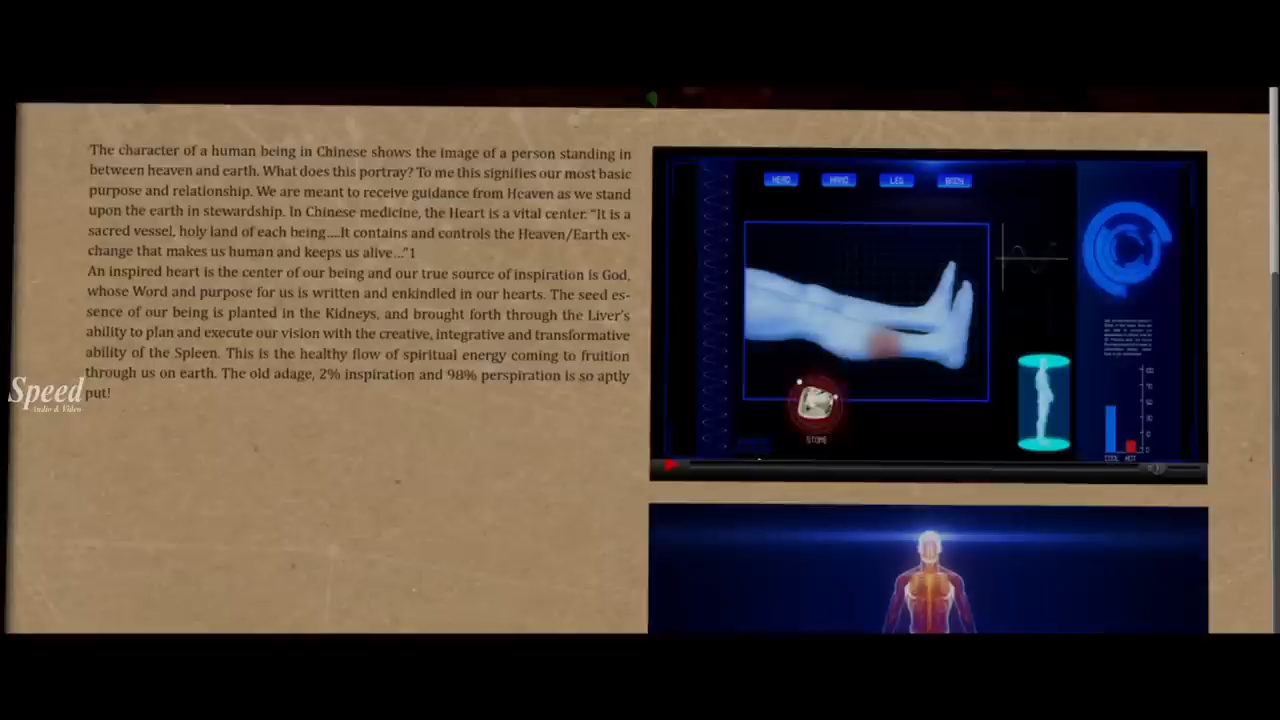 The character of a human being in Chinese shows the image of a person standing in
between heaven and earth. What does this portray? To me this signifies our most basic
purpose and relationship. We are meant to receive guidance from Heaven as we stand
upon the earth in stewardship. In Chinese medicine, the Heart is a vital center. "It is a
sacred vessel, holy land of each being....It contains and controls the Heaven/Earth ex-
change that makes us human and keeps us alive..."1
An inspired heart is the center of our being and our true source of inspiration is God,
whose Word and purpose for us is written and enkindled in our hearts. The seed es-
sence of our being is planted in the Kidneys, and brought forth through the Liver's
ability to plan and execute our vision with the creative, integrative and transformative
ability of the Spleen. This is the healthy flow of spiritual energy coming to fruition
through us on earth. The old adage, 2% inspiration and 98% perspiration is so aptly
put!
Speed
Audio & Video
HEAD HAND LEG BODY
STONE
COOL HOT